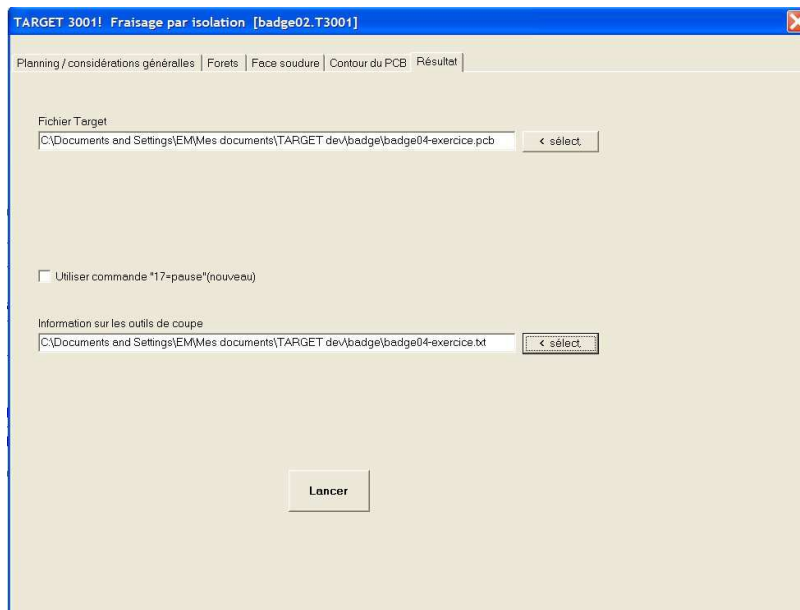 TARGET 3001! Fraisage par isolation [badge02.T3001]
Planning / considérations généralles Forets Face soudure Contour du PCB Résultat
Fichier Target
C:\Documents and Settings\EM\Mes documents\TARGET dev\badge\badge04-exercice.pcb < sélect.
Utiliser commande "17=pause"(nouveau)
Information sur les outils de coupe
C:\Documents and Settings\EM\Mes documents\TARGET dev\badge\badge04-exercice.txt < sélect.
Lancer